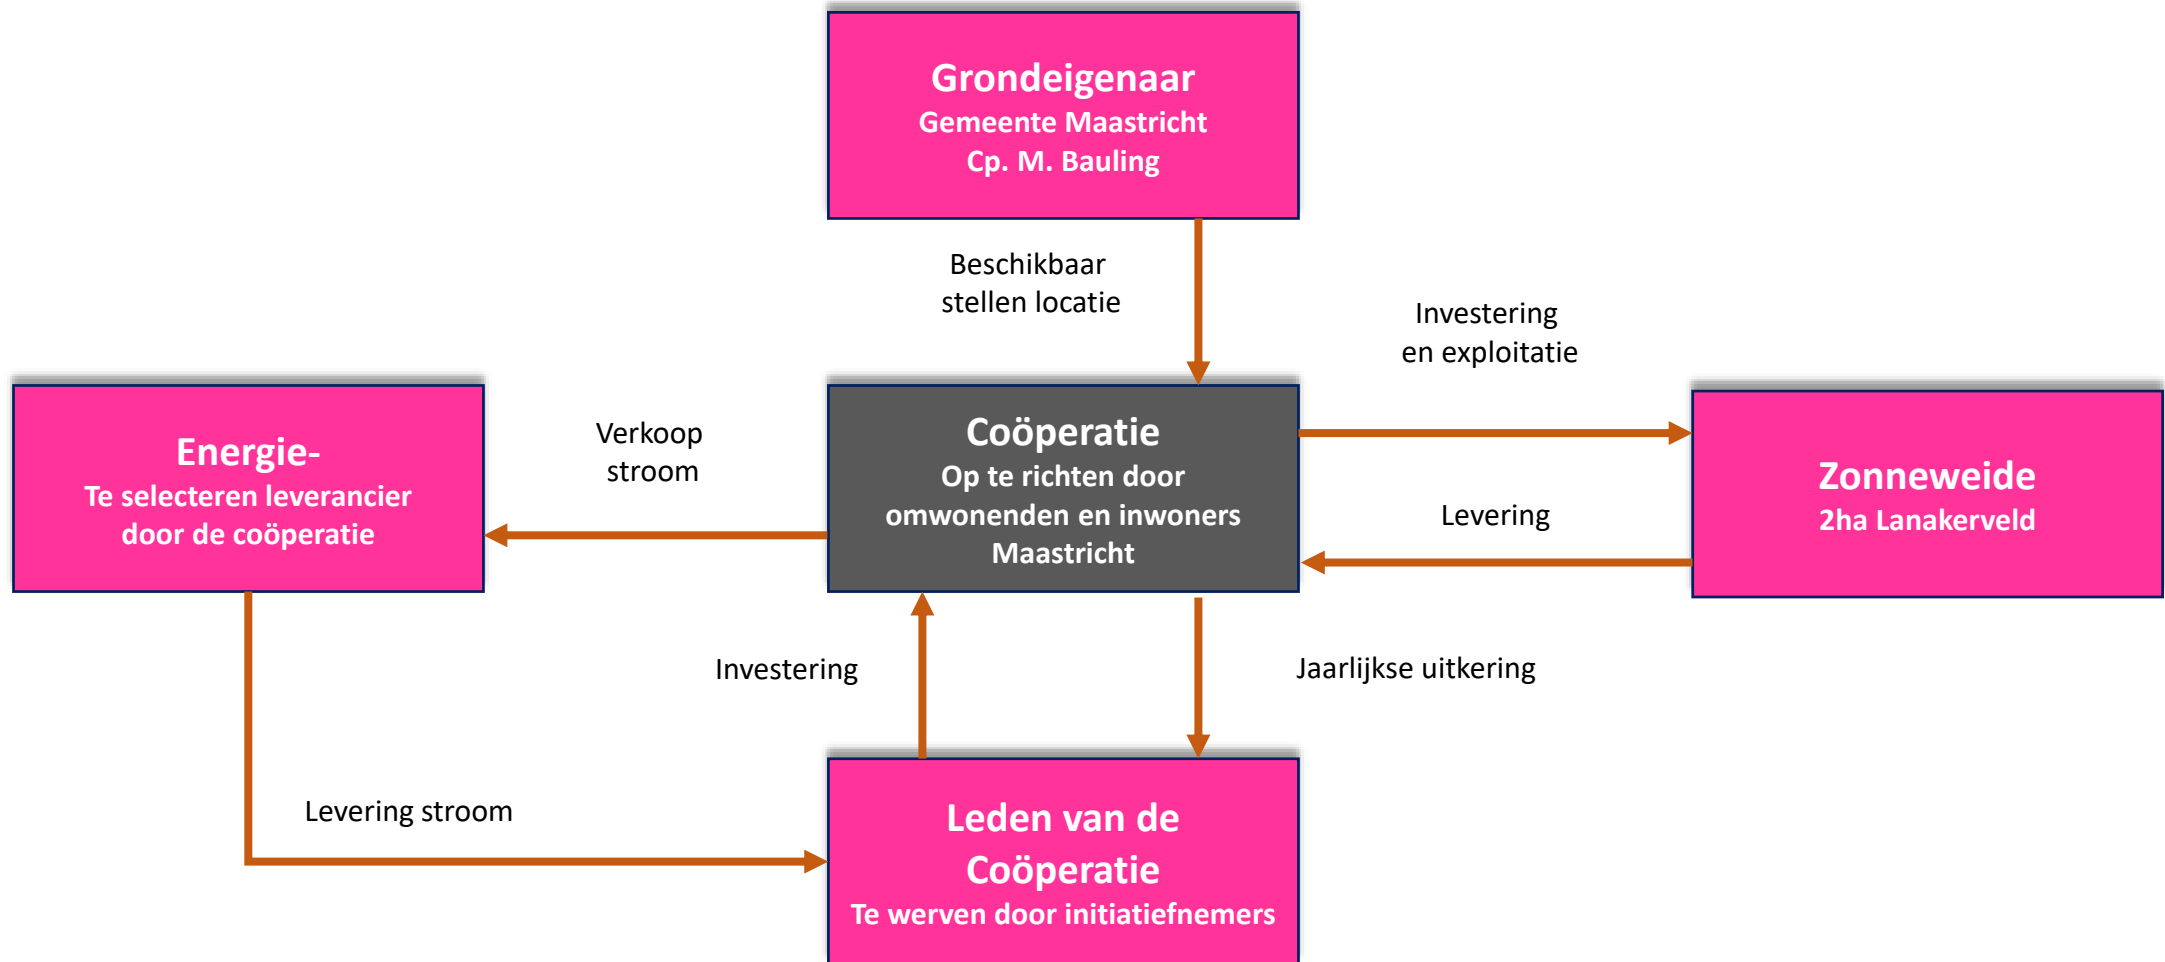 Grondeigenaar
Gemeente Maastricht
Cp. M. Bauling
Beschikbaar
stellen locatie
Investering
en exploitatie
Energie-
Te selecteren leverancier
door de coöperatie
Verkoop
stroom
Coöperatie
Op te richten door
omwonenden en inwoners
Maastricht
Levering
Zonneweide
2ha Lanakerveld
Investering
Jaarlijkse uitkering
Levering stroom
Leden van de
Coöperatie
Te werven door initiatiefnemers